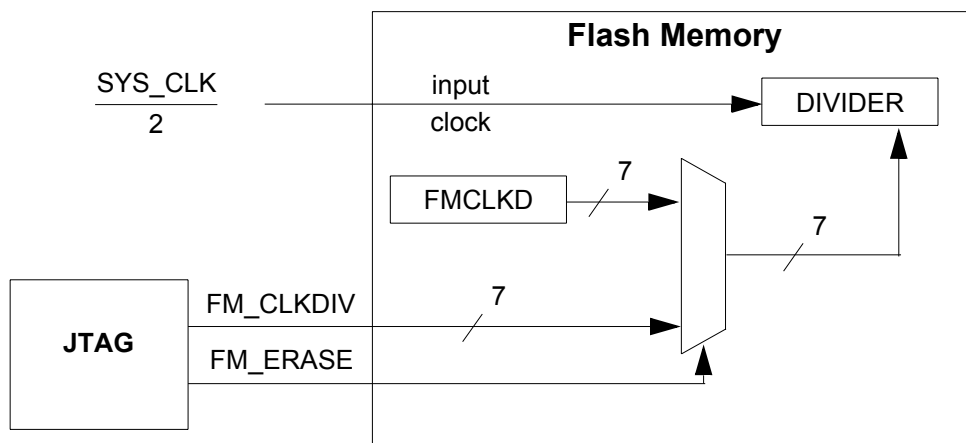 Flash Memory
SYS_CLK
2
input
clock
DIVIDER
FMCLKD
7
7
JTAG
FM_CLKDIV
7
FM_ERASE